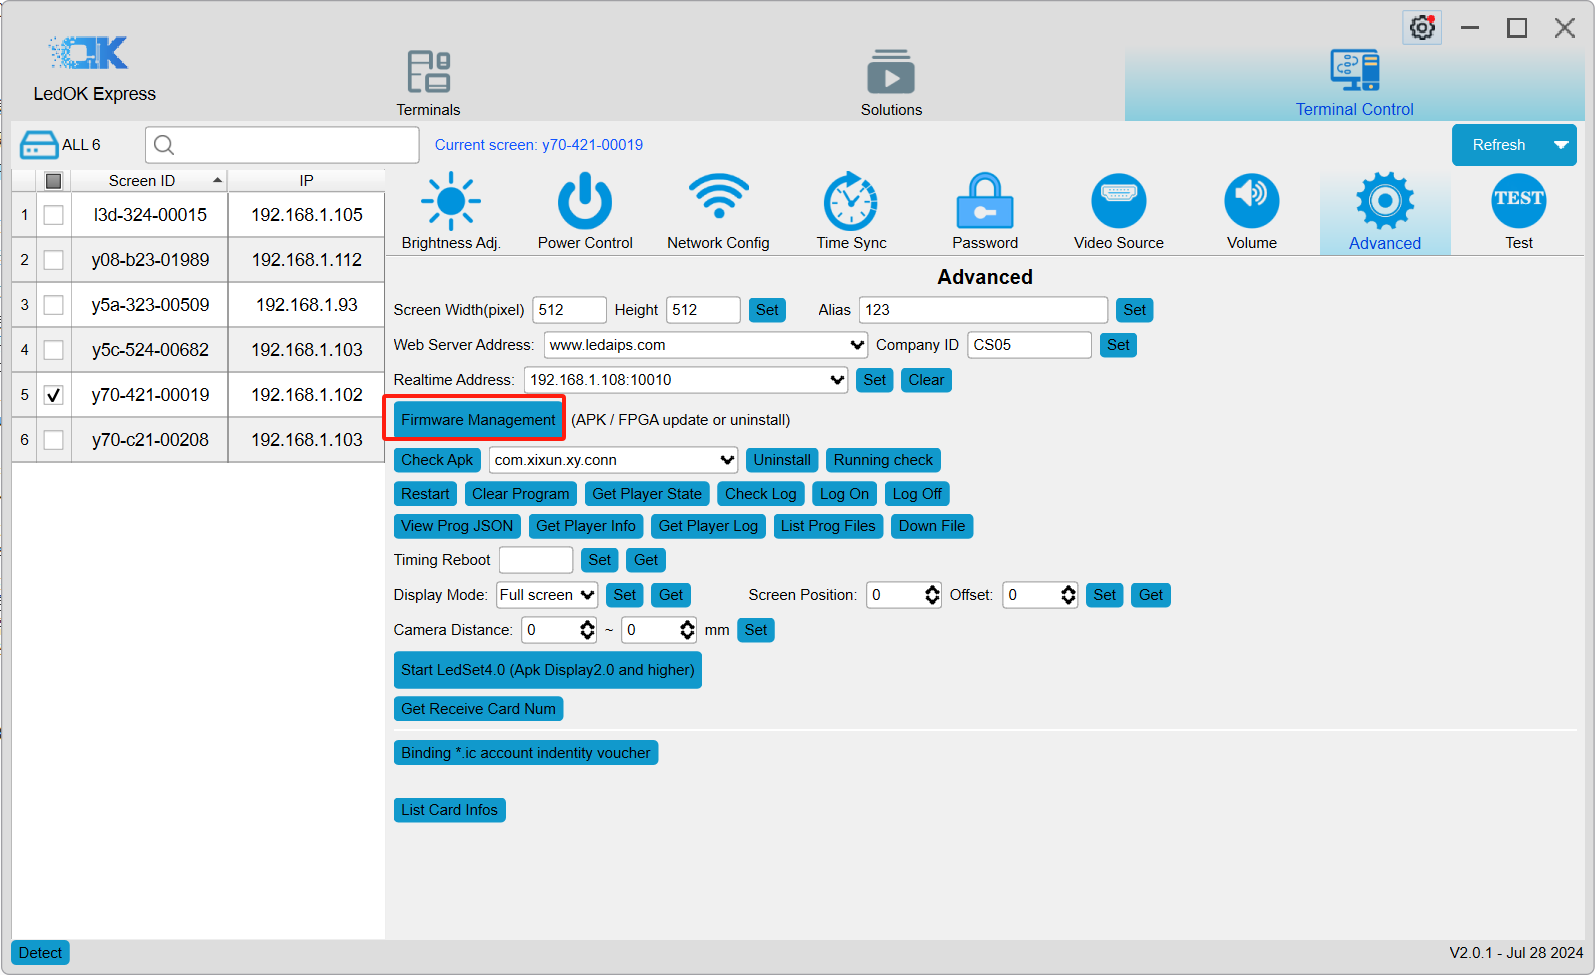 OK
LedOK Express
Terminals
Solutions
Terminal Control
ALL 6
Current screen: y70-421-00019
Refresh
Screen ID IP
1 l3d-324-00015 192.168.1.105
2 y08-b23-01989 192.168.1.112
3 y5a-323-00509 192.168.1.93
4 y5c-524-00682 192.168.1.103
5 y70-421-00019 192.168.1.102
6 y70-c21-00208 192.168.1.103
TEST
Brightness Adj. Power Control Network Config Time Sync Password Video Source Volume Advanced Test
Advanced
Screen Width(pixel) 512 Height 512 Set Alias 123 Set
Web Server Address: www.ledaips.com Company ID CS05 Set
Realtime Address: 192.168.1.108:10010 Set Clear
Firmware Management (APK / FPGA update or uninstall)
Check Apk com.xixun.xy.conn Uninstall Running check
Restart Clear Program Get Player State Check Log Log On Log Off
View Prog JSON Get Player Info Get Player Log List Prog Files Down File
Timing Reboot Set Get
Display Mode: Full screen Set Get Screen Position: 0 Offset: 0 Set Get
Camera Distance: 0 ~ 0 mm Set
Start LedSet4.0 (Apk Display2.0 and higher)
Get Receive Card Num
Binding *.ic account indentity voucher
List Card Infos
Detect
V2.0.1 - Jul 28 2024